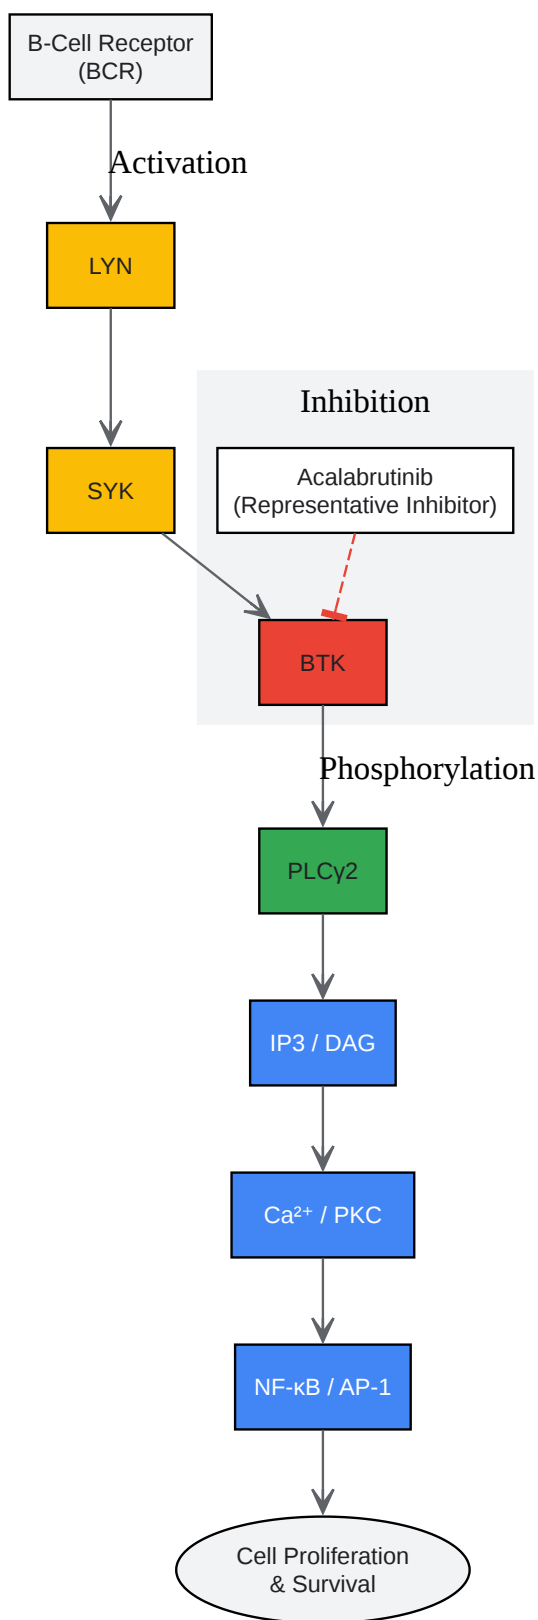 B-Cell Receptor
(BCR)
Activation
LYN
Inhibition
SYK
Acalabrutinib
(Representative Inhibitor)
BTK
Phosphorylation
PLCγ2
IP3 / DAG
Ca²⁺ / PKC
NF-κB / AP-1
Cell Proliferation
& Survival